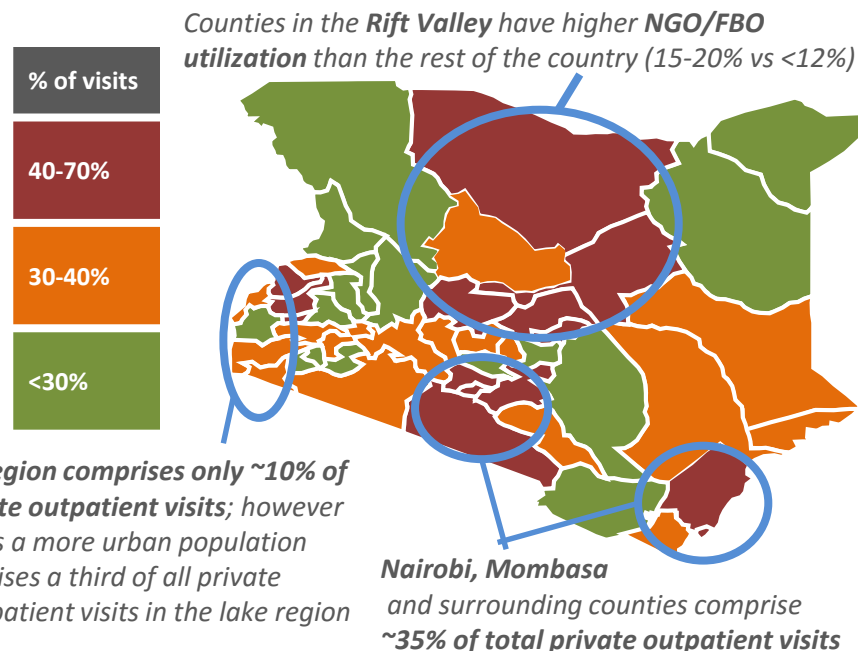 Counties in the Rift Valley have higher NGO/FBO
utilization than the rest of the country (15-20% vs <12%)
% of visits
40-70%
30-40%
<30%
egion comprises only ~10% of
te outpatient visits; however
s a more urban population
ises a third of all private
patient visits in the lake region
Nairobi, Mombasa
and surrounding counties comprise
~35% of total private outpatient visits